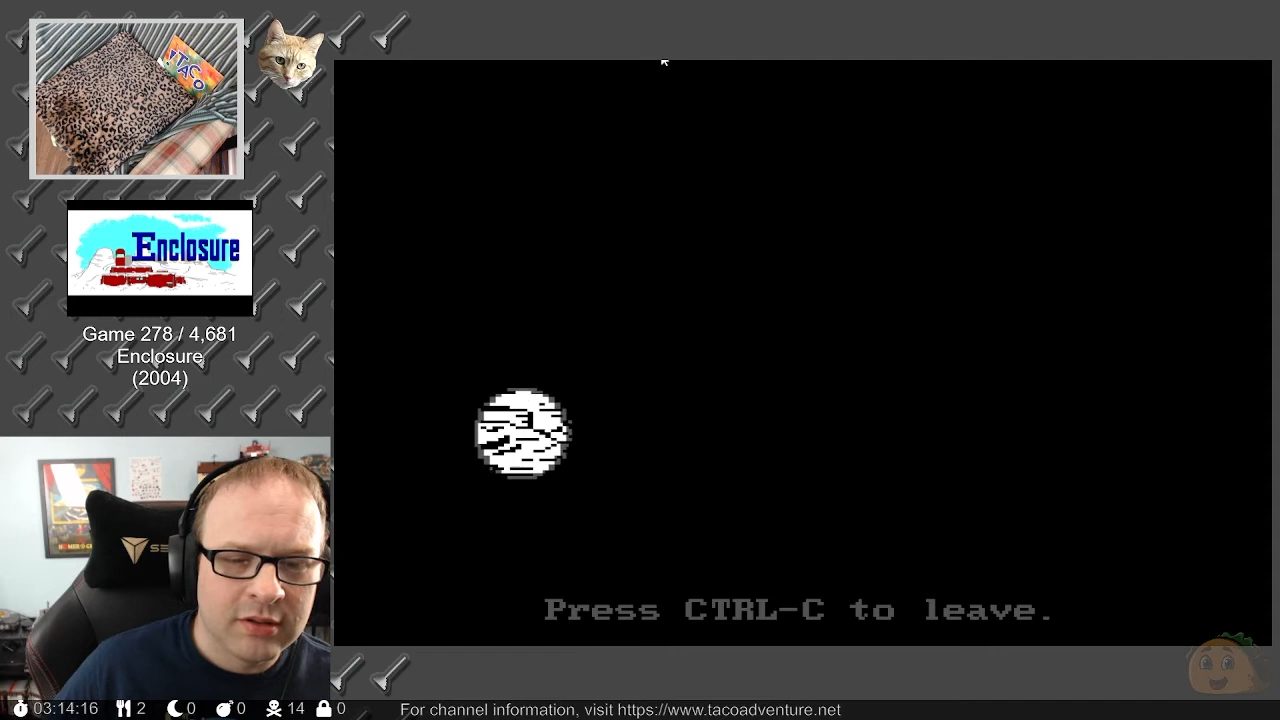 TACO
Enclosure
Game 278 / 4,681
Enclosure
(2004)
Press CTRL-C to leave.
03:14:16
2
0
0
14
0
For channel information, visit https://www.tacoadventure.net